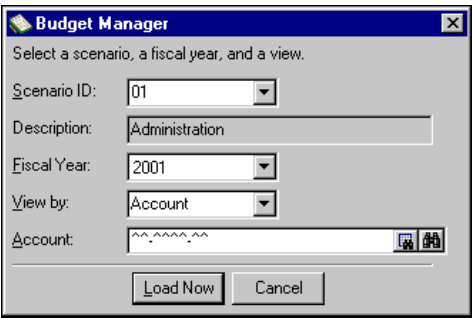 Budget Manager
Select a scenario, a fiscal year, and a view.
Scenario ID: 01
Description: Administration
Fiscal Year: 2001
View by: Account
Account: ^^-^^^^-^^
Load Now Cancel